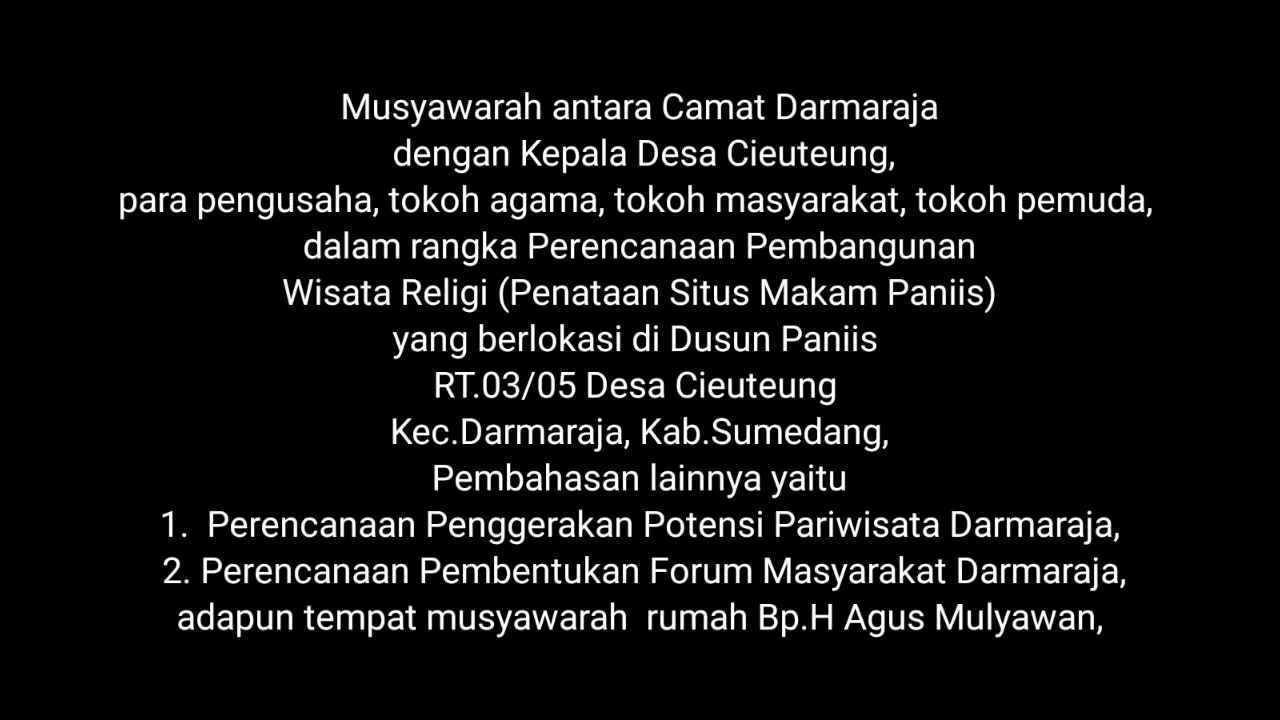 Musyawarah antara Camat Darmaraja
dengan Kepala Desa Cieuteung,
para pengusaha, tokoh agama, tokoh masyarakat, tokoh pemuda,
dalam rangka Perencanaan Pembangunan
Wisata Religi (Penataan Situs Makam Paniis)
yang berlokasi di Dusun Paniis
RT.03/05 Desa Cieuteung
Kec.Darmaraja, Kab.Sumedang,
Pembahasan lainnya yaitu
1.  Perencanaan Penggerakan Potensi Pariwisata Darmaraja,
2. Perencanaan Pembentukan Forum Masyarakat Darmaraja,
adapun tempat musyawarah  rumah Bp.H Agus Mulyawan,